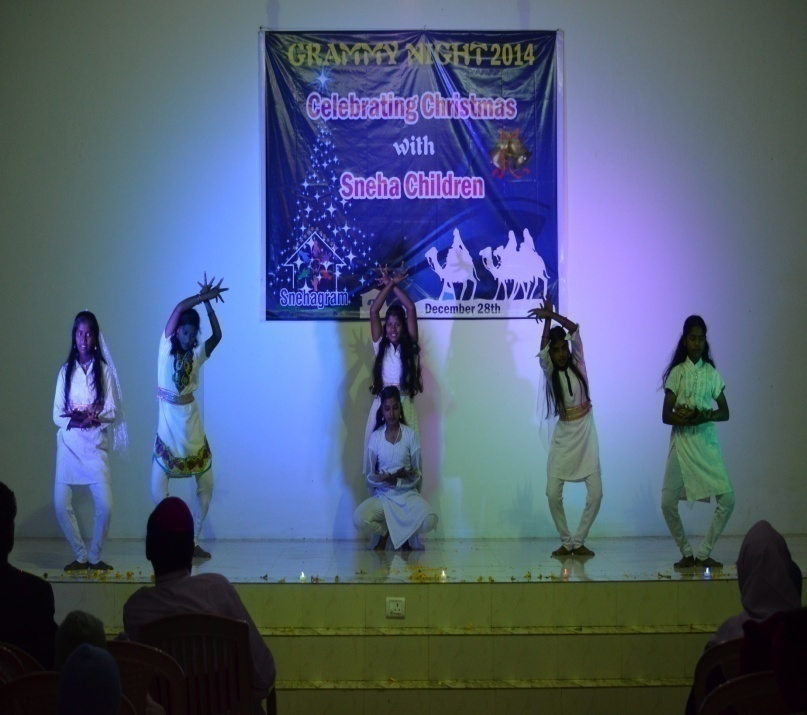 GRAMMY NIGHT 2014
Celebrating Christmas
with
Sneha Children
Snehagram
December 28th